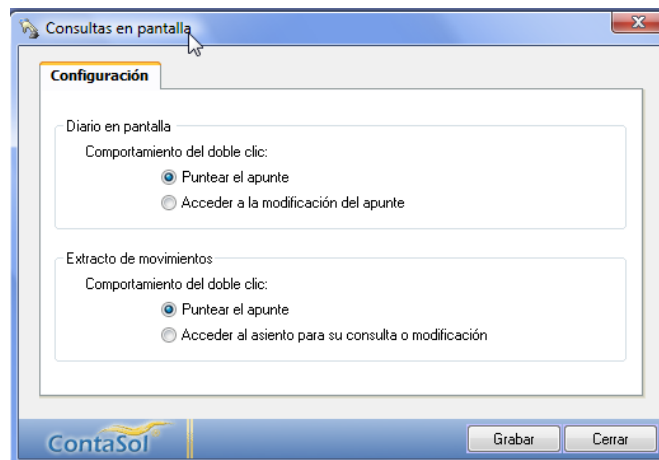 Consultas en pantalla
Configuración
Diario en pantalla
Comportamiento del doble clic:
Puntear el apunte
Acceder a la modificación del apunte
Extracto de movimientos
Comportamiento del doble clic:
Puntear el apunte
Acceder al asiento para su consulta o modificación
ContaSol
Grabar
Cerrar